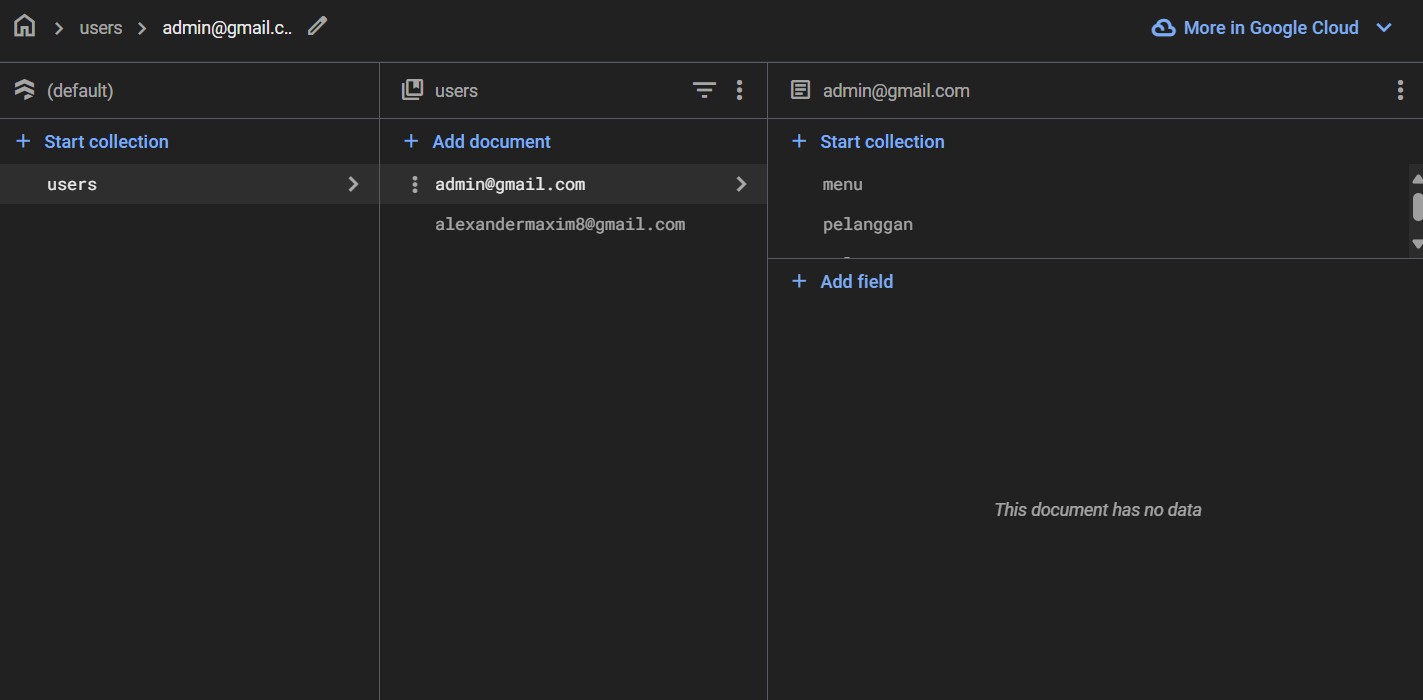 users admin@gmail.c.. More in Google Cloud
(default) users admin@gmail.com
Start collection Add document Start collection
users admin@gmail.com menu
alexandermaxim8@gmail.com pelanggan
Add field
This document has no data